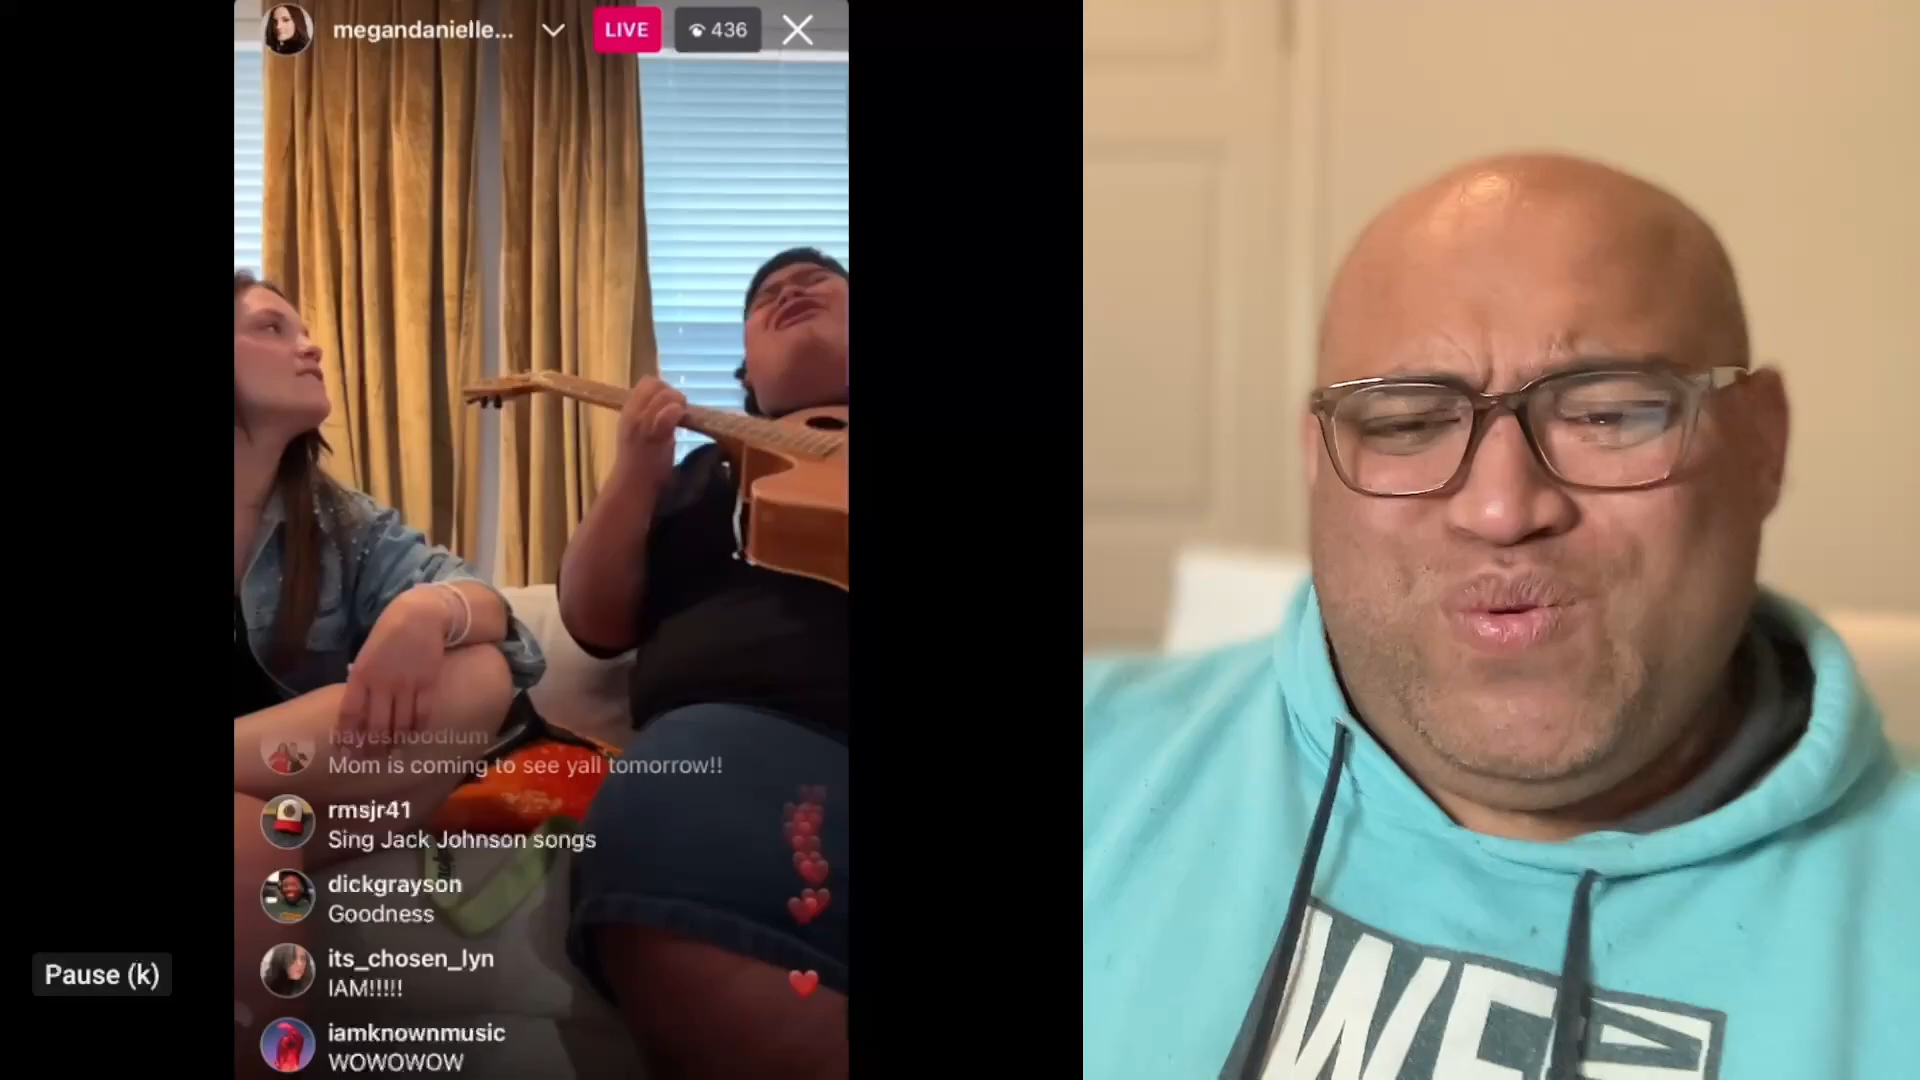 megandanielle...
LIVE
436
hayeshoodlum
Mom is coming to see yall tomorrow!!
rmsjr41
Sing Jack Johnson songs
dickgrayson
Goodness
its_chosen_lyn
IAM!!!!!
iamknownmusic
WOWOWOW
Pause (k)